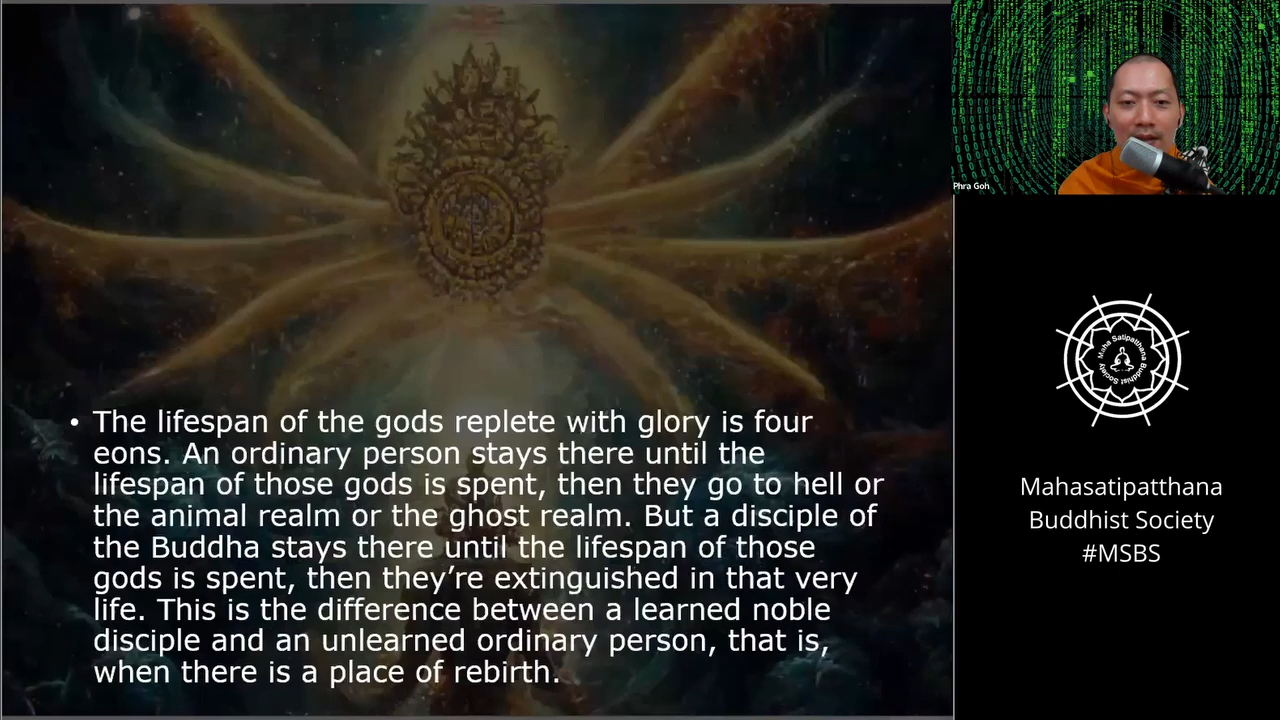 • The lifespan of the gods replete with glory is four
eons. An ordinary person stays there until the
lifespan of those gods is spent, then they go to hell or
the animal realm or the ghost realm. But a disciple of
the Buddha stays there until the lifespan of those
gods is spent, then they’re extinguished in that very
life. This is the difference between a learned noble
disciple and an unlearned ordinary person, that is,
when there is a place of rebirth.
Phra Goh
Maha Satipatthana
Buddhist Society
Mahasatipatthana
Buddhist Society
#MSBS